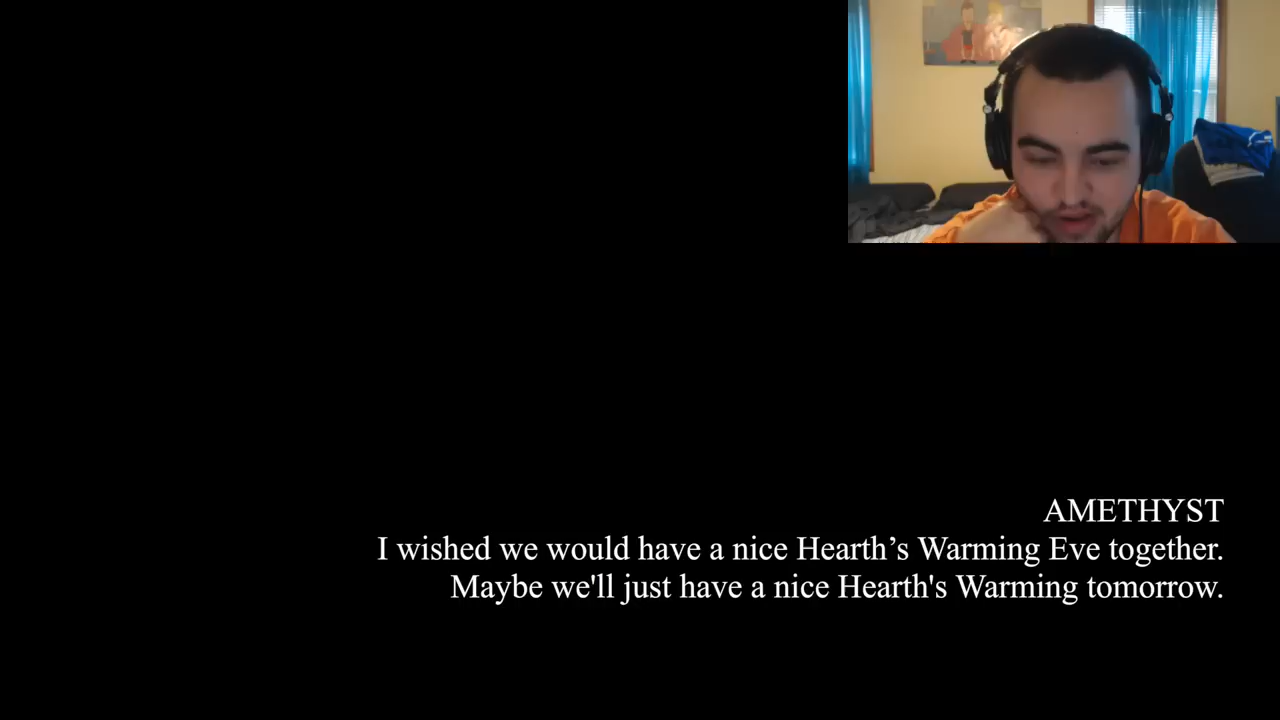 AMETHYST
I wished we would have a nice Hearth’s Warming Eve together.
Maybe we'll just have a nice Hearth's Warming tomorrow.